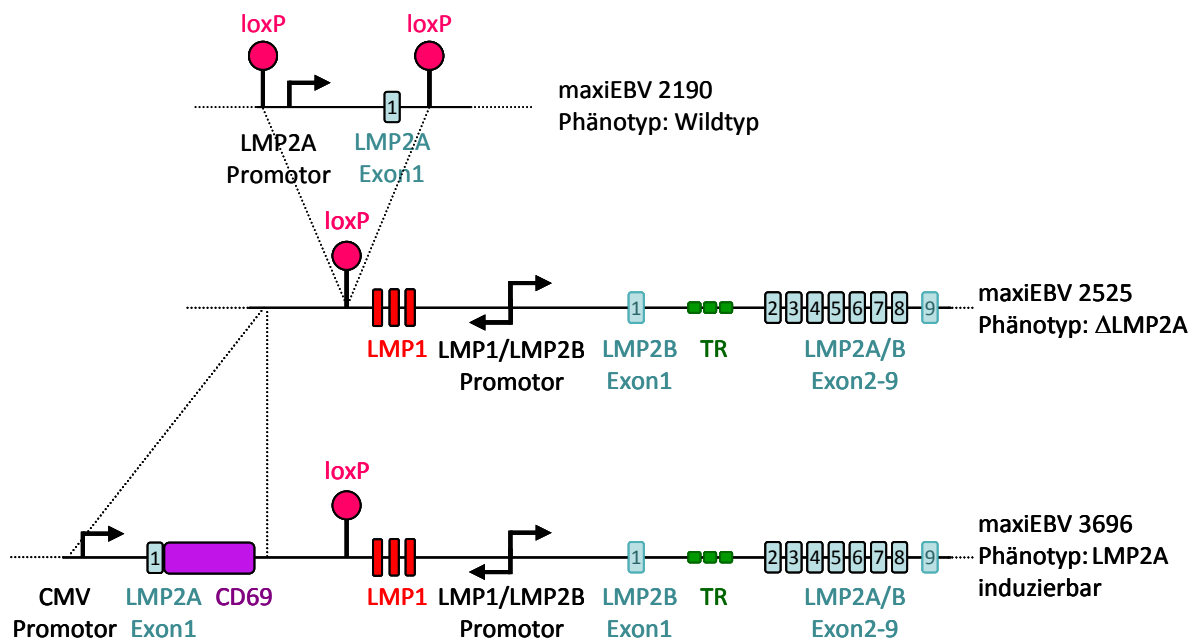 loxP loxP
1
maxiEBV 2190
Phänotyp: Wildtyp
LMP2A LMP2A
Promotor Exon1
loxP
1 2 3 4 5 6 7 8 9
maxiEBV 2525
Phänotyp: ΔLMP2A
LMP1 LMP1/LMP2B LMP2B TR LMP2A/B
Promotor Exon1 Exon2-9
loxP
1 1 2 3 4 5 6 7 8 9
maxiEBV 3696
Phänotyp: LMP2A
induzierbar
CMV LMP2A CD69 LMP1 LMP1/LMP2B LMP2B TR LMP2A/B
Promotor Exon1 Promotor Exon1 Exon2-9